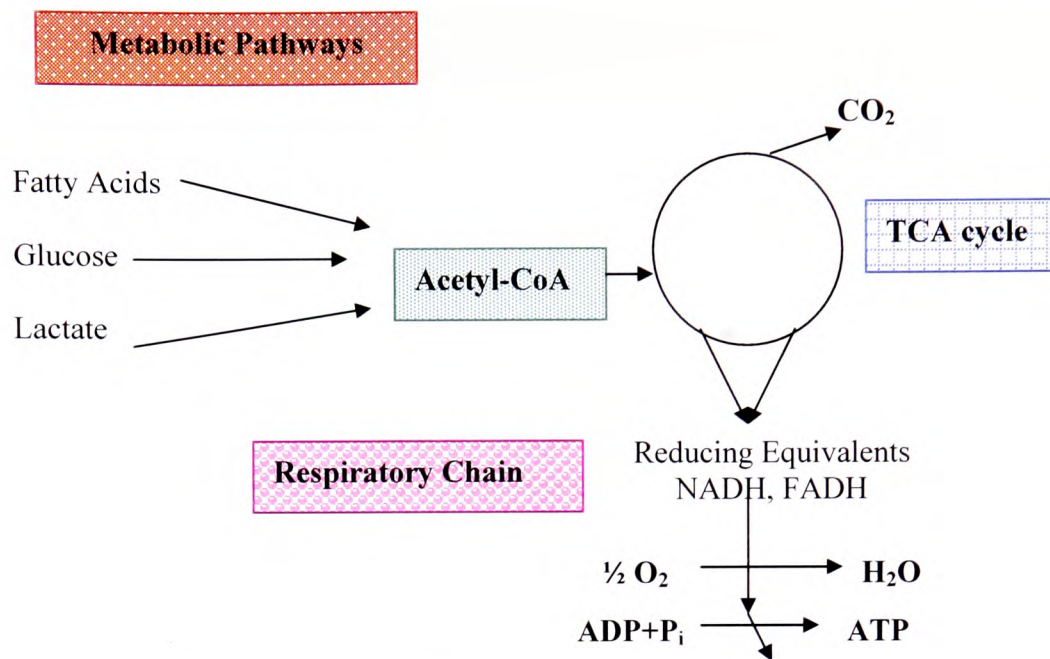 Metabolic Pathways
CO₂
Fatty Acids
TCA cycle
Glucose
Acetyl-CoA
Lactate
Reducing Equivalents
NADH, FADH
Respiratory Chain
½ O₂
H₂O
ADP+Pᵢ
ATP